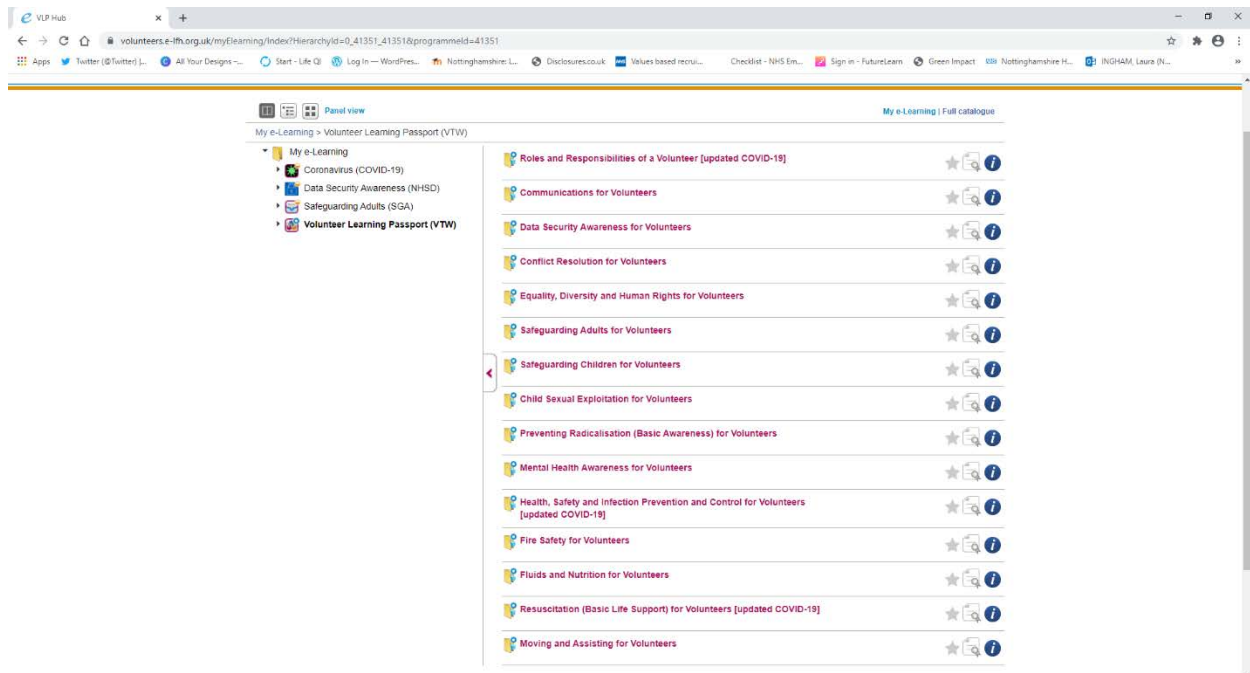 VLP Hub
volunteers.e-lfh.org.uk/myElearning/Index?HierarchyId=0_41351_41351&programmeId=41351
Apps Twitter (@Twitter) |... All Your Designs –... Start - Life QI Log In — WordPres... Nottinghamshire: L... Disclosures.co.uk Values based recrui... Checklist - NHS Em... Sign in - FutureLearn Green Impact Nottinghamshire H... INGHAM, Laura (N...
Panel view
My e-Learning | Full catalogue
My e-Learning > Volunteer Learning Passport (VTW)
My e-Learning
Coronavirus (COVID-19)
Data Security Awareness (NHSD)
Safeguarding Adults (SGA)
Volunteer Learning Passport (VTW)
Roles and Responsibilities of a Volunteer [updated COVID-19]
Communications for Volunteers
Data Security Awareness for Volunteers
Conflict Resolution for Volunteers
Equality, Diversity and Human Rights for Volunteers
Safeguarding Adults for Volunteers
Safeguarding Children for Volunteers
Child Sexual Exploitation for Volunteers
Preventing Radicalisation (Basic Awareness) for Volunteers
Mental Health Awareness for Volunteers
Health, Safety and Infection Prevention and Control for Volunteers
[updated COVID-19]
Fire Safety for Volunteers
Fluids and Nutrition for Volunteers
Resuscitation (Basic Life Support) for Volunteers [updated COVID-19]
Moving and Assisting for Volunteers